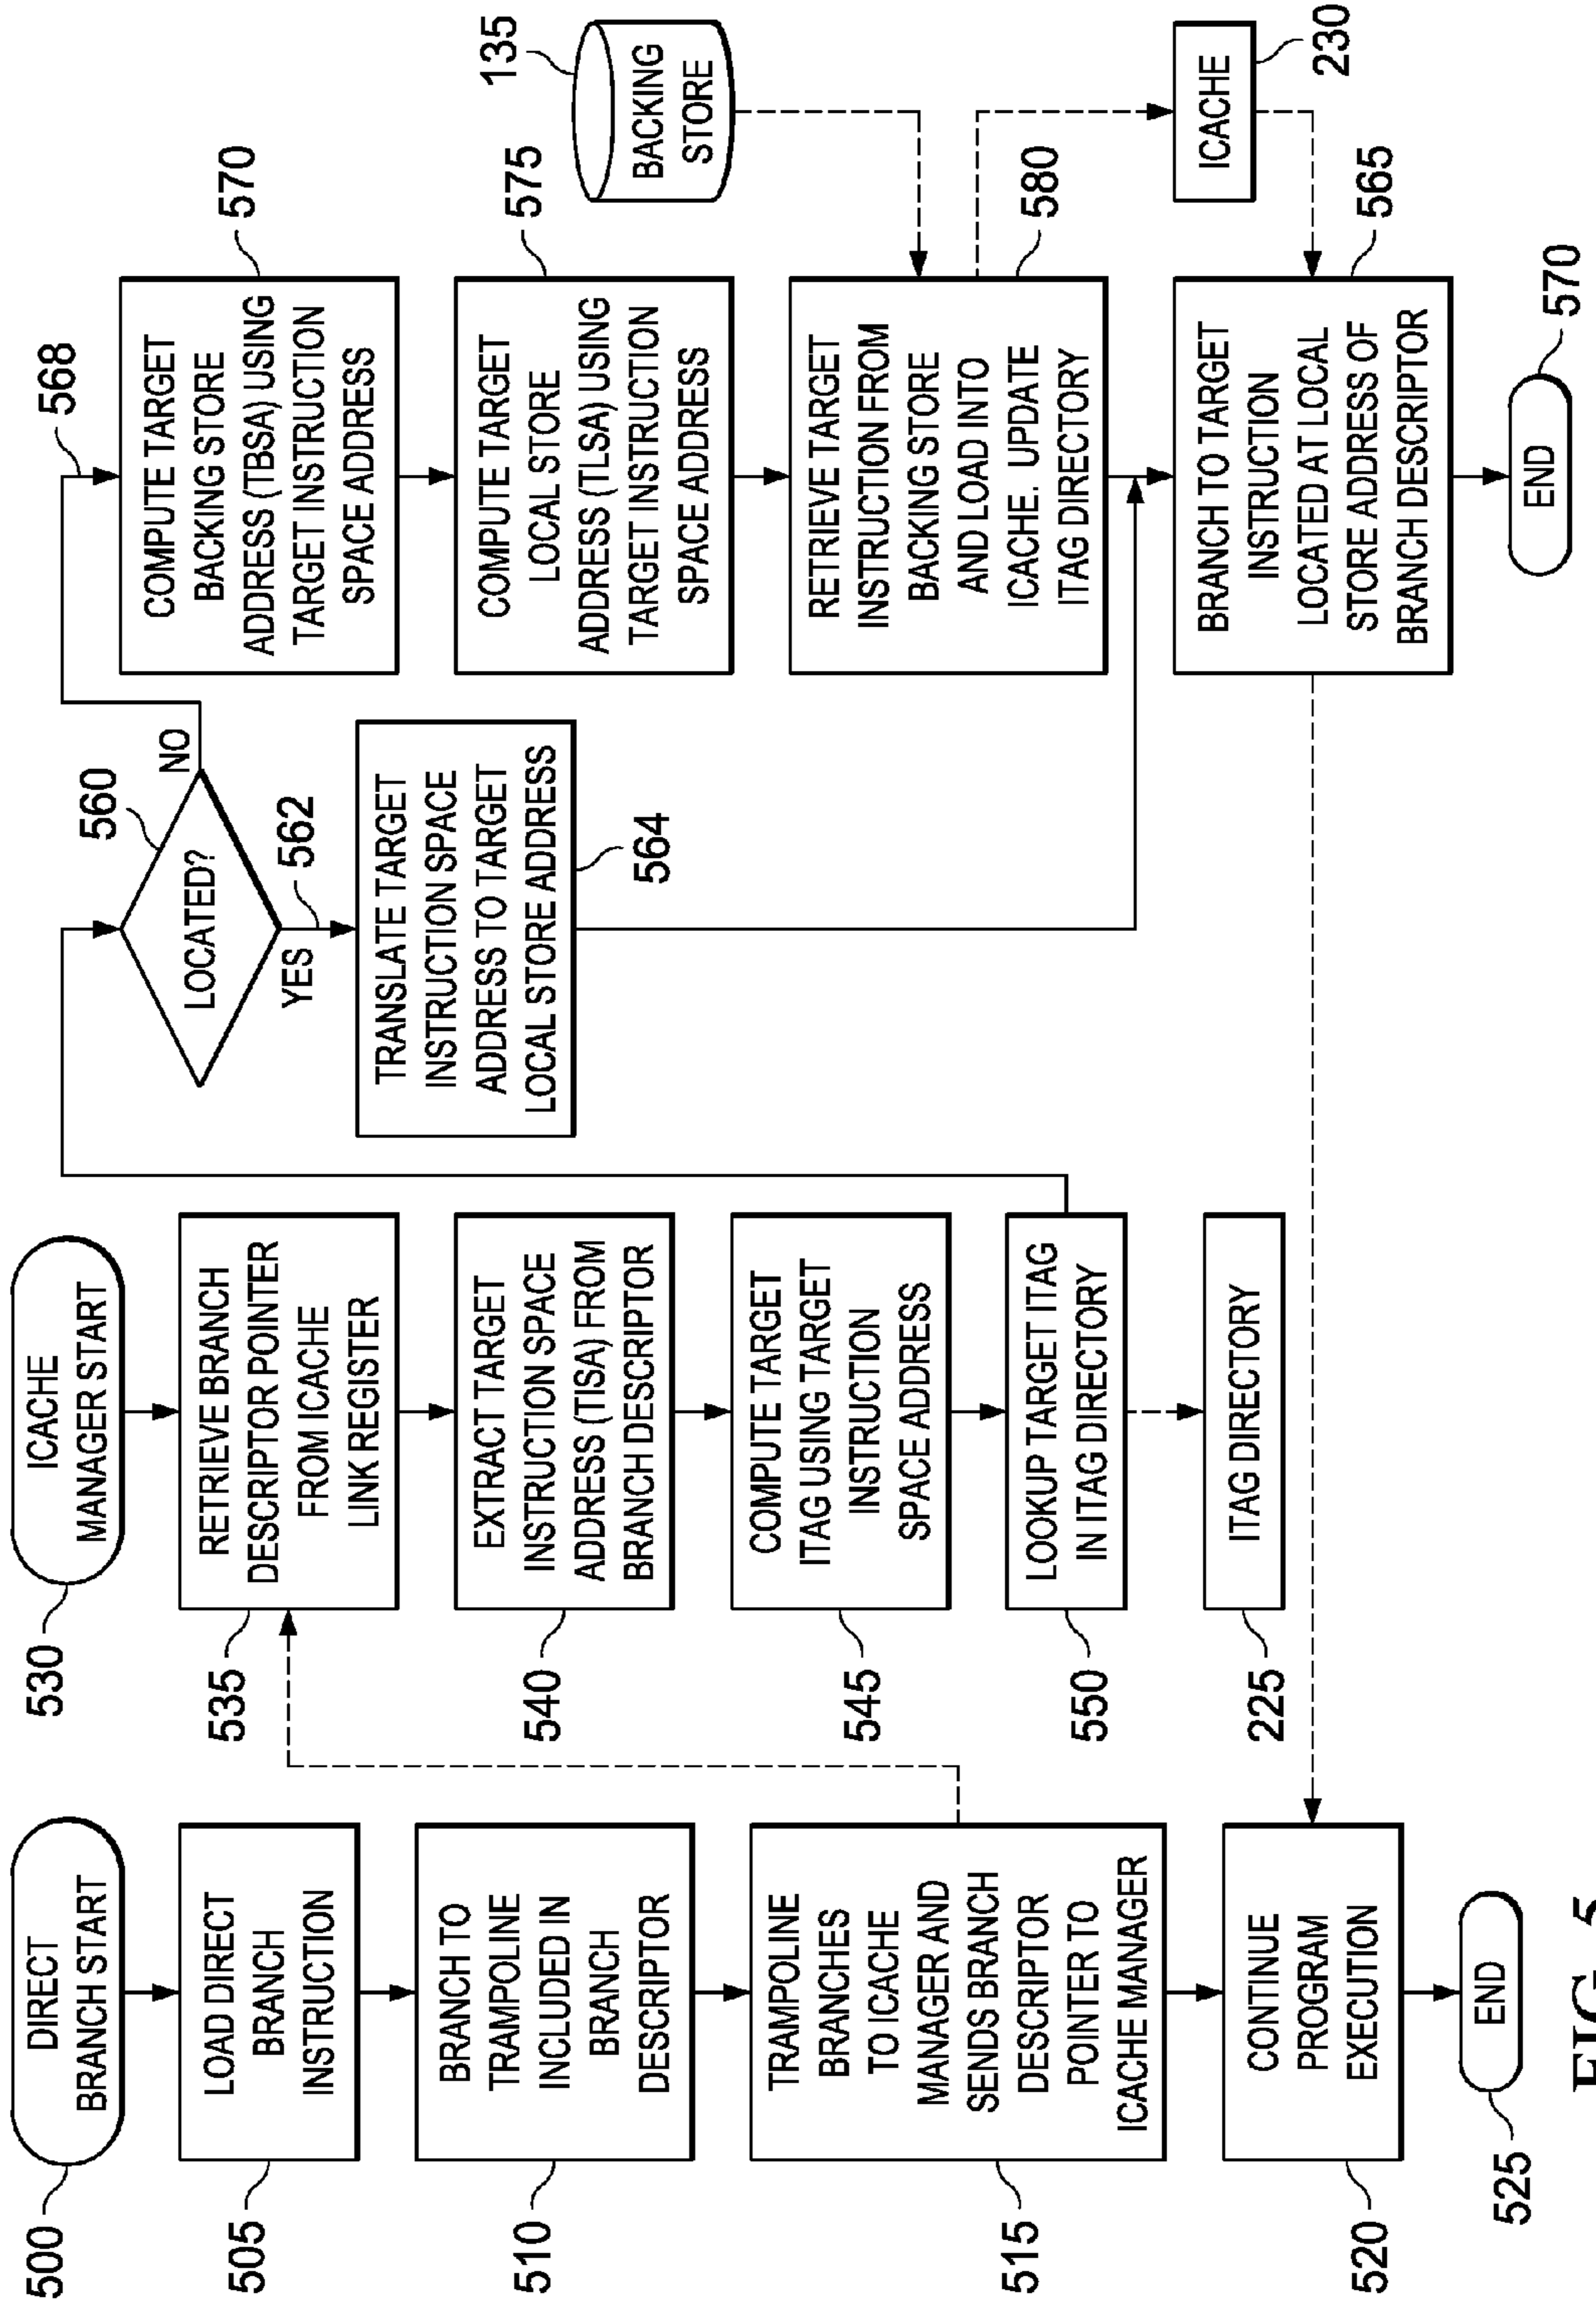 500
DIRECT
BRANCH START
505
LOAD DIRECT
BRANCH
INSTRUCTION
510
BRANCH TO
TRAMPOLINE
INCLUDED IN
BRANCH
DESCRIPTOR
515
TRAMPOLINE
BRANCHES
TO ICACHE
MANAGER AND
SENDS BRANCH
DESCRIPTOR
POINTER TO
ICACHE MANAGER
520
CONTINUE
PROGRAM
EXECUTION
525
END
530
ICACHE
MANAGER START
535
RETRIEVE BRANCH
DESCRIPTOR POINTER
FROM ICACHE
LINK REGISTER
540
EXTRACT TARGET
INSTRUCTION SPACE
ADDRESS (TISA) FROM
BRANCH DESCRIPTOR
545
COMPUTE TARGET
ITAG USING TARGET
INSTRUCTION
SPACE ADDRESS
550
LOOKUP TARGET ITAG
IN ITAG DIRECTORY
225
ITAG DIRECTORY
560
LOCATED?
NO
YES
562
TRANSLATE TARGET
INSTRUCTION SPACE
ADDRESS TO TARGET
LOCAL STORE ADDRESS
564
568
COMPUTE TARGET
BACKING STORE
ADDRESS (TBSA) USING
TARGET INSTRUCTION
SPACE ADDRESS
570
COMPUTE TARGET
LOCAL STORE
ADDRESS (TLSA) USING
TARGET INSTRUCTION
SPACE ADDRESS
575
RETRIEVE TARGET
INSTRUCTION FROM
BACKING STORE
AND LOAD INTO
ICACHE. UPDATE
ITAG DIRECTORY
580
BRANCH TO TARGET
INSTRUCTION
LOCATED AT LOCAL
STORE ADDRESS OF
BRANCH DESCRIPTOR
565
END
570
135
BACKING
STORE
ICACHE
230
FIG. 5